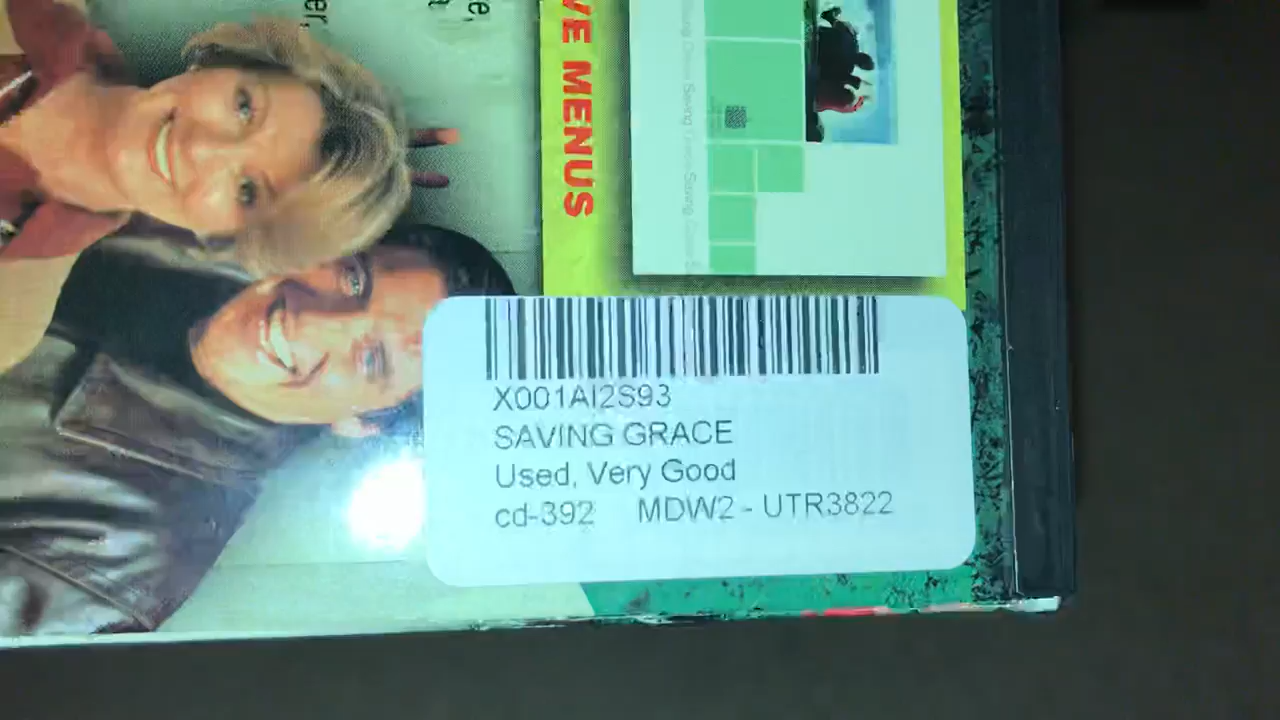 VE MENUS
X001AI2S93
SAVING GRACE
Used, Very Good
cd-392 MDW2 - UTR3822